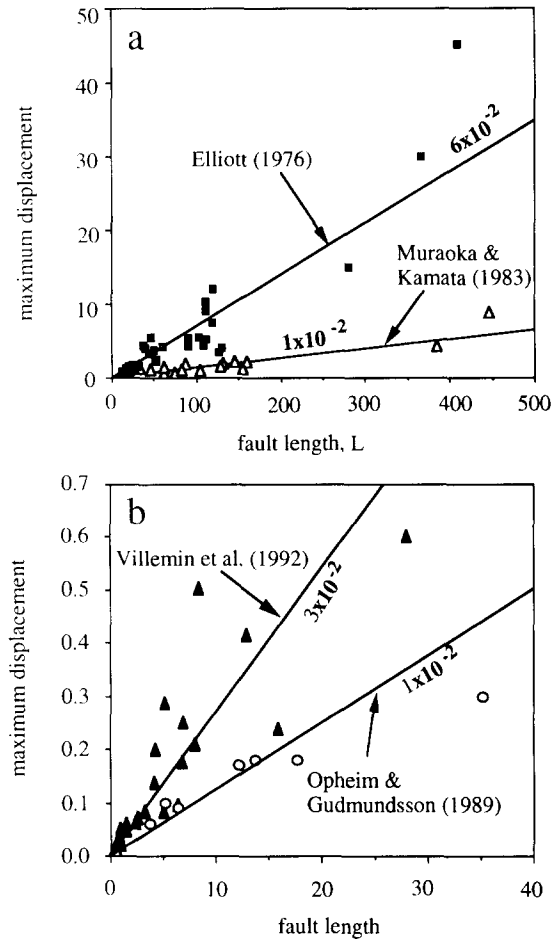 a
50
40
30
20
10
0
maximum displacement
Elliott (1976)
6x10⁻²
Muraoka &
Kamata (1983)
1x10⁻²
0 100 200 300 400 500
fault length, L
b
0.7
0.6
0.5
0.4
0.3
0.2
0.1
0.0
maximum displacement
Villemin et al. (1992)
3x10⁻²
1x10⁻²
Opheim &
Gudmundsson (1989)
0 10 20 30 40
fault length